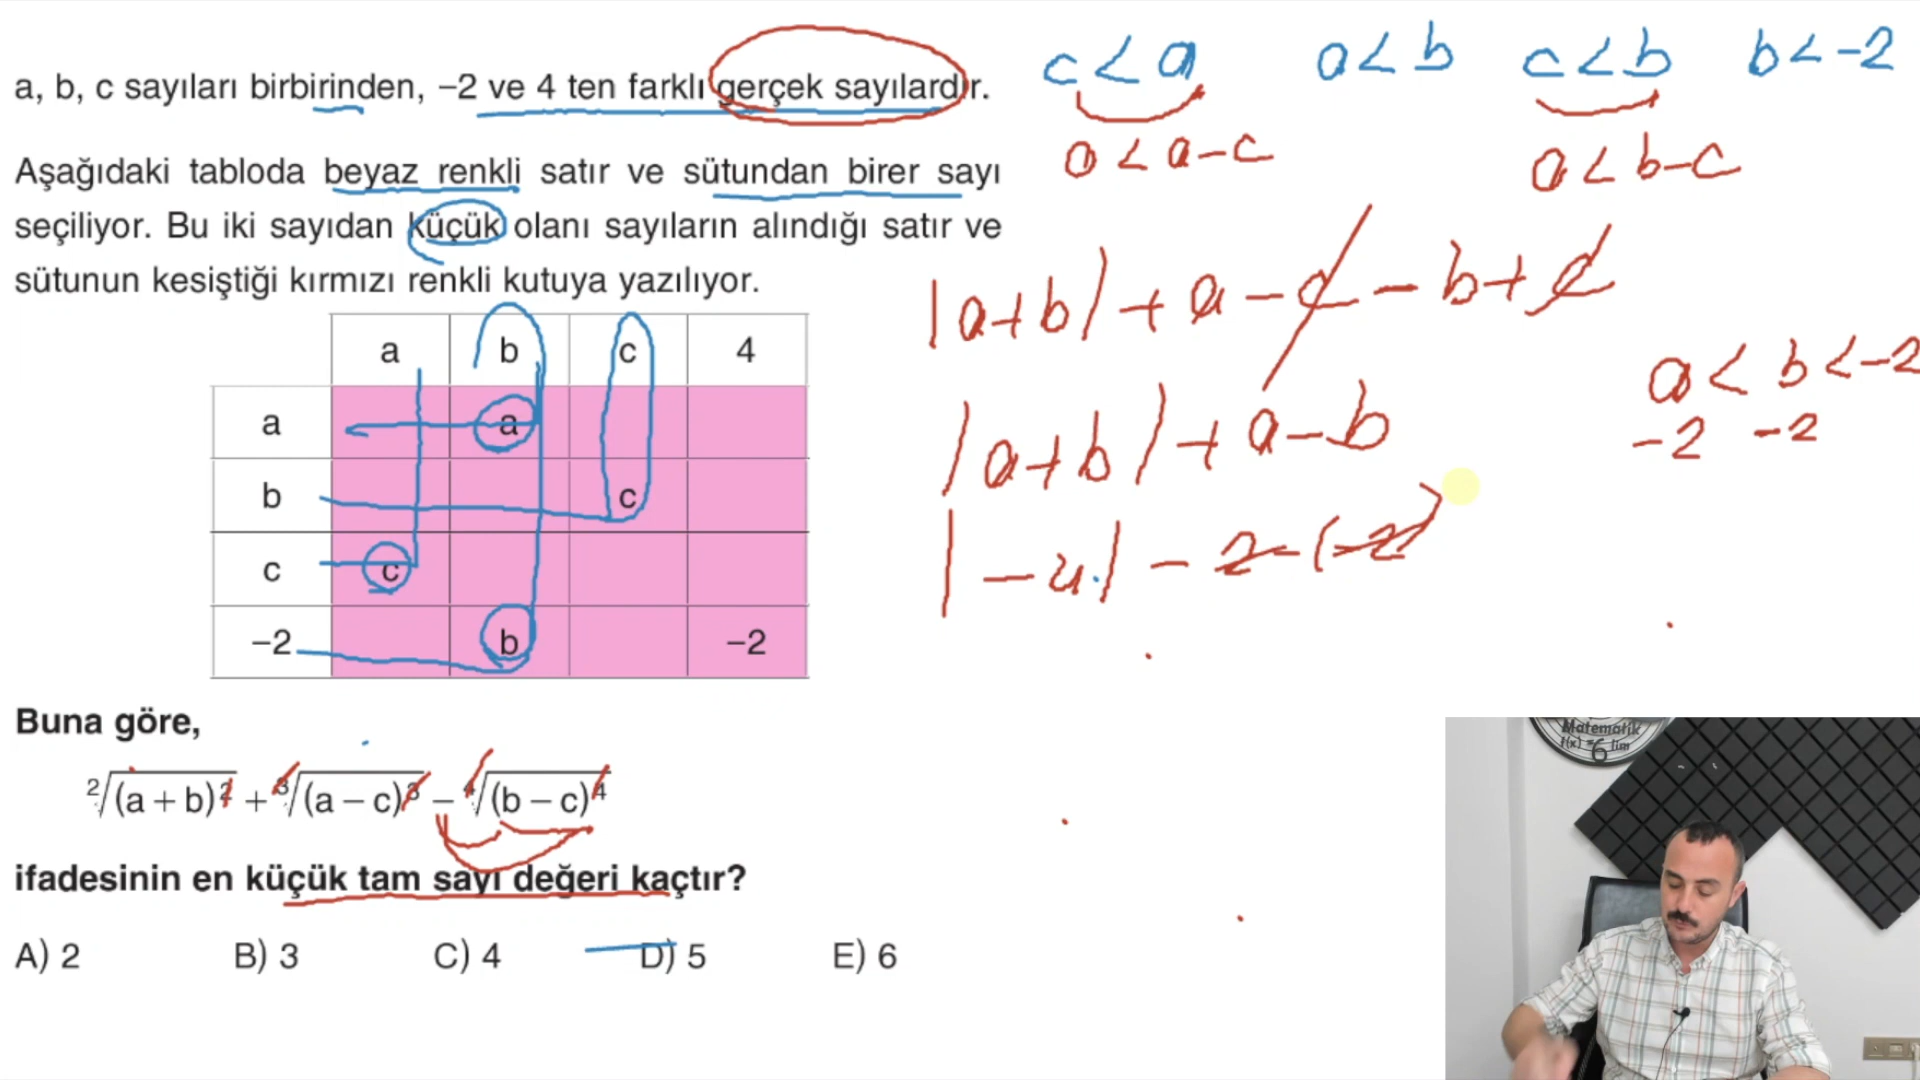 a, b, c sayıları birbirinden, –2 ve 4 ten farklı gerçek sayılardır.
Aşağıdaki tabloda beyaz renkli satır ve sütundan birer sayı
seçiliyor. Bu iki sayıdan küçük olanı sayıların alındığı satır ve
sütunun kesiştiği kırmızı renkli kutuya yazılıyor.
a b c 4
a a
b c
c c
–2 b –2
Buna göre,
²√(a + b)² + ³√(a – c)³ – ⁴√(b – c)⁴
ifadesinin en küçük tam sayı değeri kaçtır?
A) 2 B) 3 C) 4 D) 5 E) 6
c < a a < b c < b b < -2
0 < a-c 0 < b-c
|a+b| + a - c - b + c
a < b < -2
-2 -2
|a+b| + a - b
|-4| - 2 - (-2)
Matematik
f(x) = 6 lim